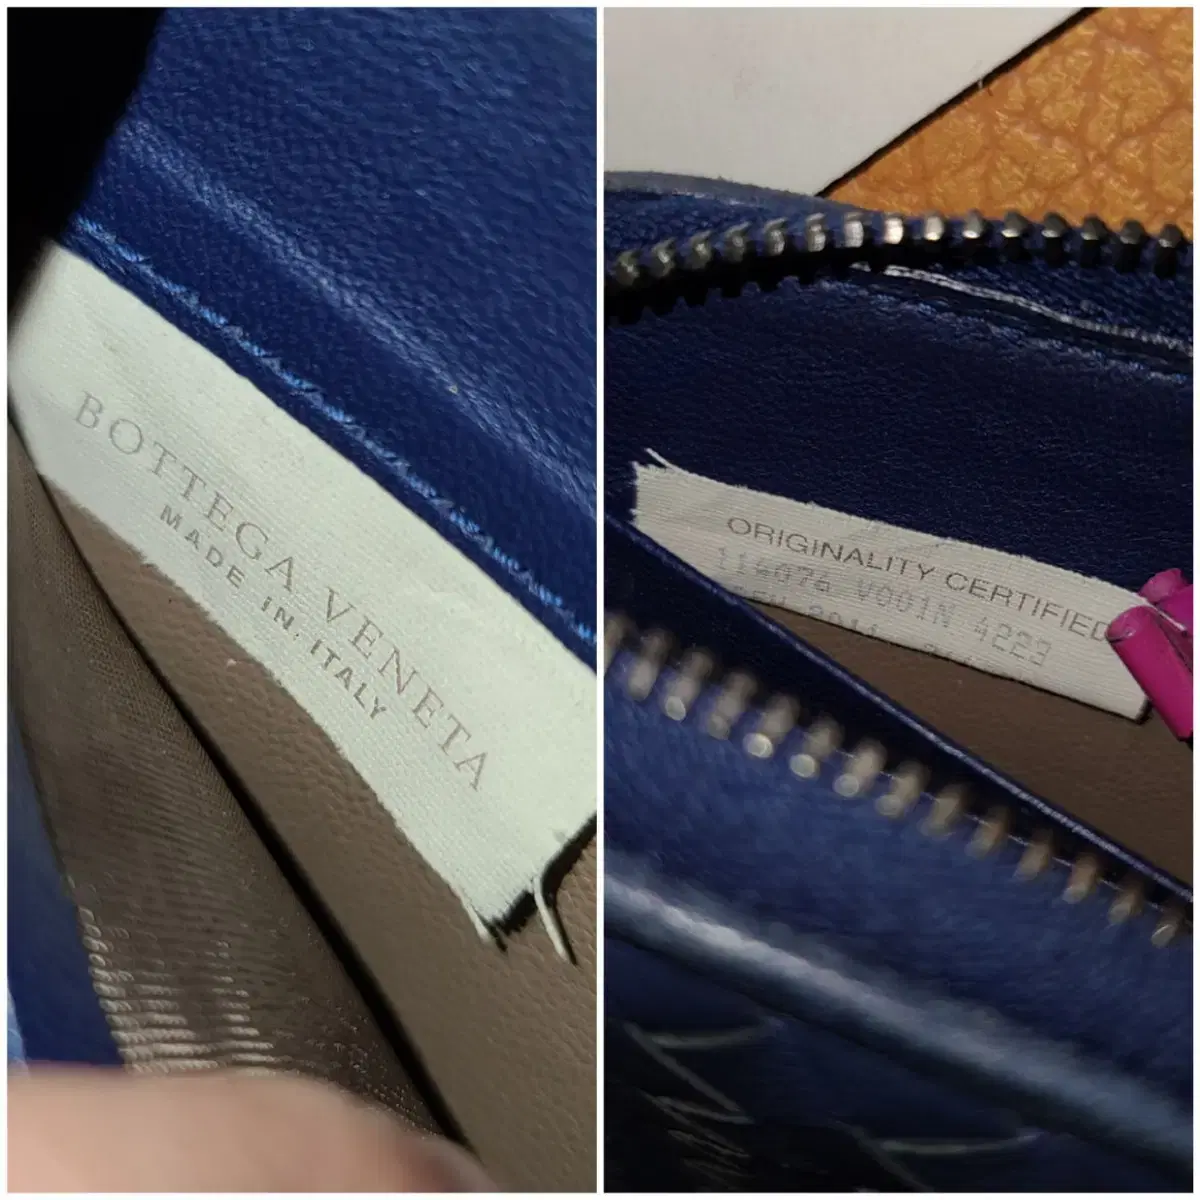 BOTTEGA VENETA
MADE IN ITALY
ORIGINALITY CERTIFIED
114076 V001N 4223